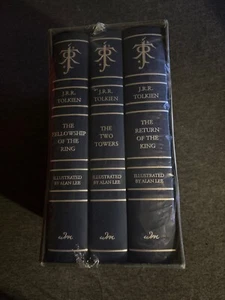 J.R.R.
TOLKIEN
THE
FELLOWSHIP
OF THE
RING
ILLUSTRATED
BY ALAN LEE
J.R.R.
TOLKIEN
THE
TWO
TOWERS
ILLUSTRATED
BY ALAN LEE
J.R.R.
TOLKIEN
THE
RETURN
OF THE
KING
ILLUSTRATED
BY ALAN LEE